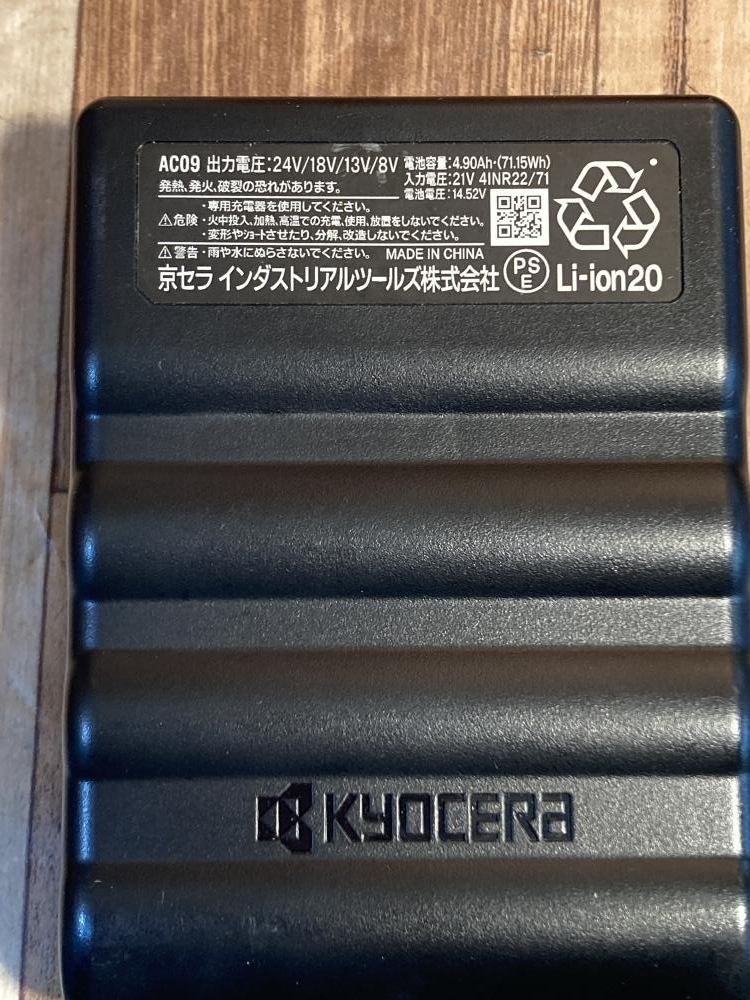 AC09 出力電圧:24V/18V/13V/8V
電池容量:4.90Ah・(71.15Wh)
入力電圧:21V 4INR22/71
電池電圧:14.52V
発熱、発火、破裂の恐れがあります。
・専用充電器を使用してください。
⚠危険・火中投入、加熱、高温での充電、使用、放置をしないでください。
・変形やショートさせたり、分解、改造しないでください。
⚠警告・雨や水にぬらさないでください。 MADE IN CHINA
京セラ インダストリアルツールズ株式会社 PSE Li-ion20
KYOCERA